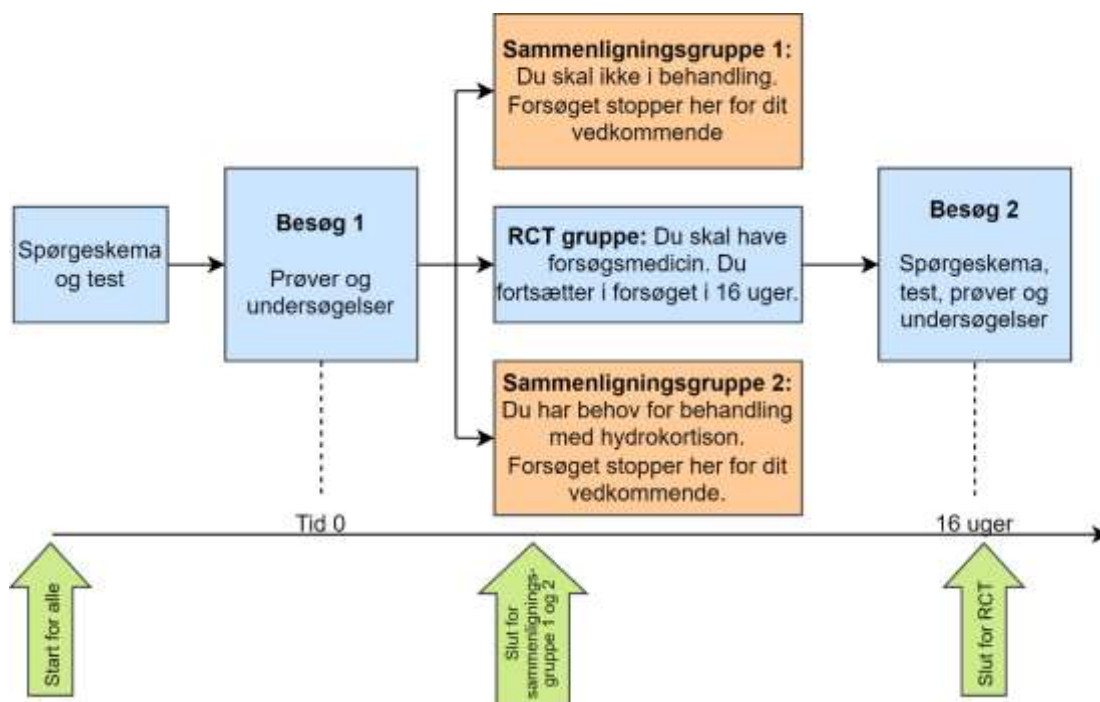 Spørgeskema
og test
Besøg 1
Prøver og
undersøgelser
Sammenligningsgruppe 1:
Du skal ikke i behandling.
Forsøget stopper her for dit
vedkommende
RCT gruppe: Du skal have
forsøgsmedicin. Du
fortsætter i forsøget i 16 uger.
Sammenligningsgruppe 2:
Du har behov for behandling
med hydrokortison.
Forsøget stopper her for dit
vedkommende.
Besøg 2
Spørgeskema,
test, prøver og
undersøgelser
Tid 0
16 uger
Start for alle
Slut for
sammenlignings-
gruppe 1 og 2
Slut for RCT